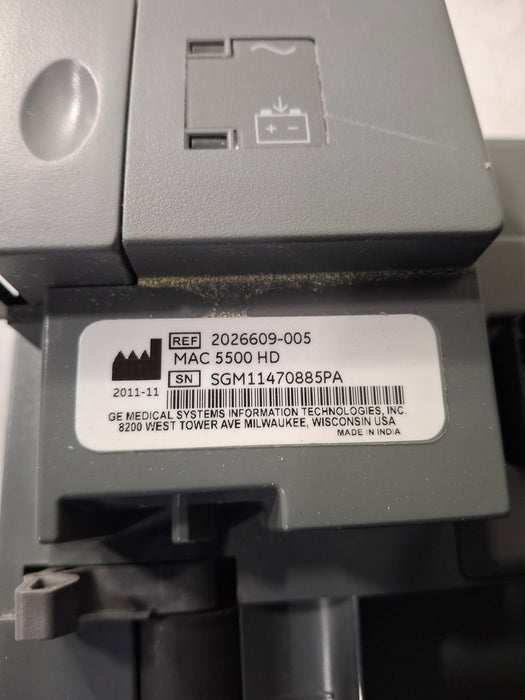 REF 2026609-005
MAC 5500 HD
SN SGM11470885PA
2011-11
GE MEDICAL SYSTEMS INFORMATION TECHNOLOGIES, INC.
8200 WEST TOWER AVE MILWAUKEE, WISCONSIN USA
MADE IN INDIA